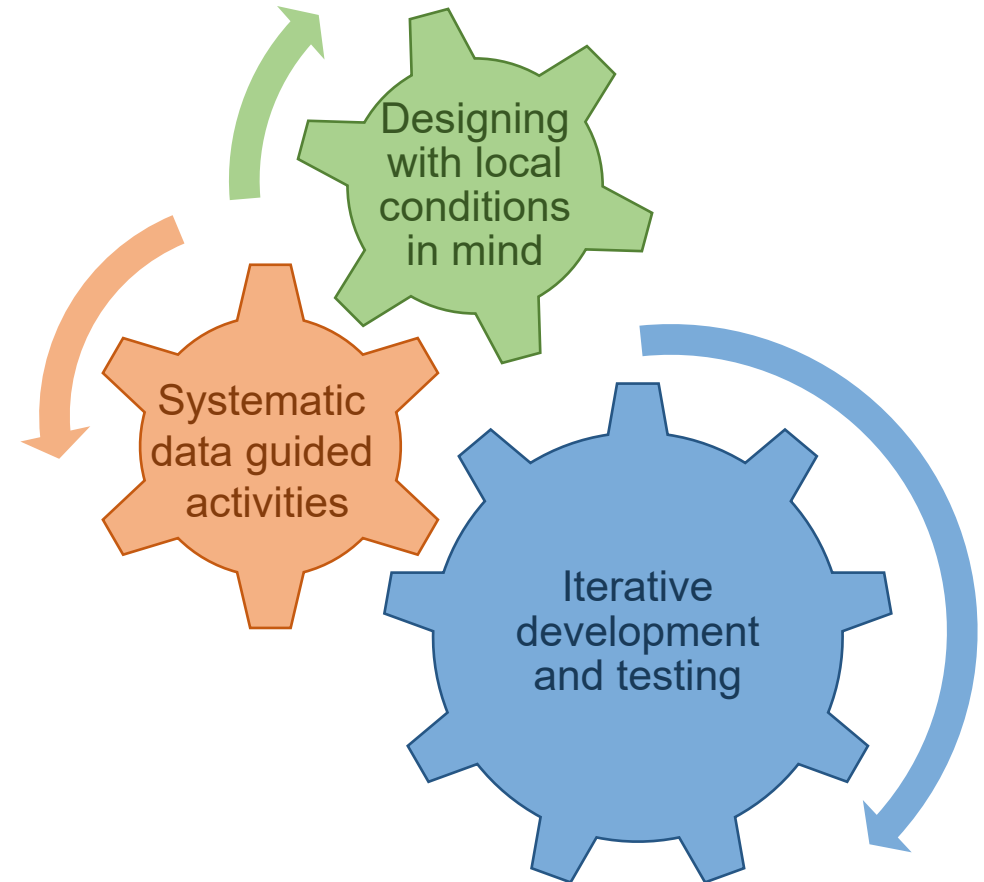 Designing
with local
conditions
in mind
Systematic
data guided
activities
Iterative
development
and testing